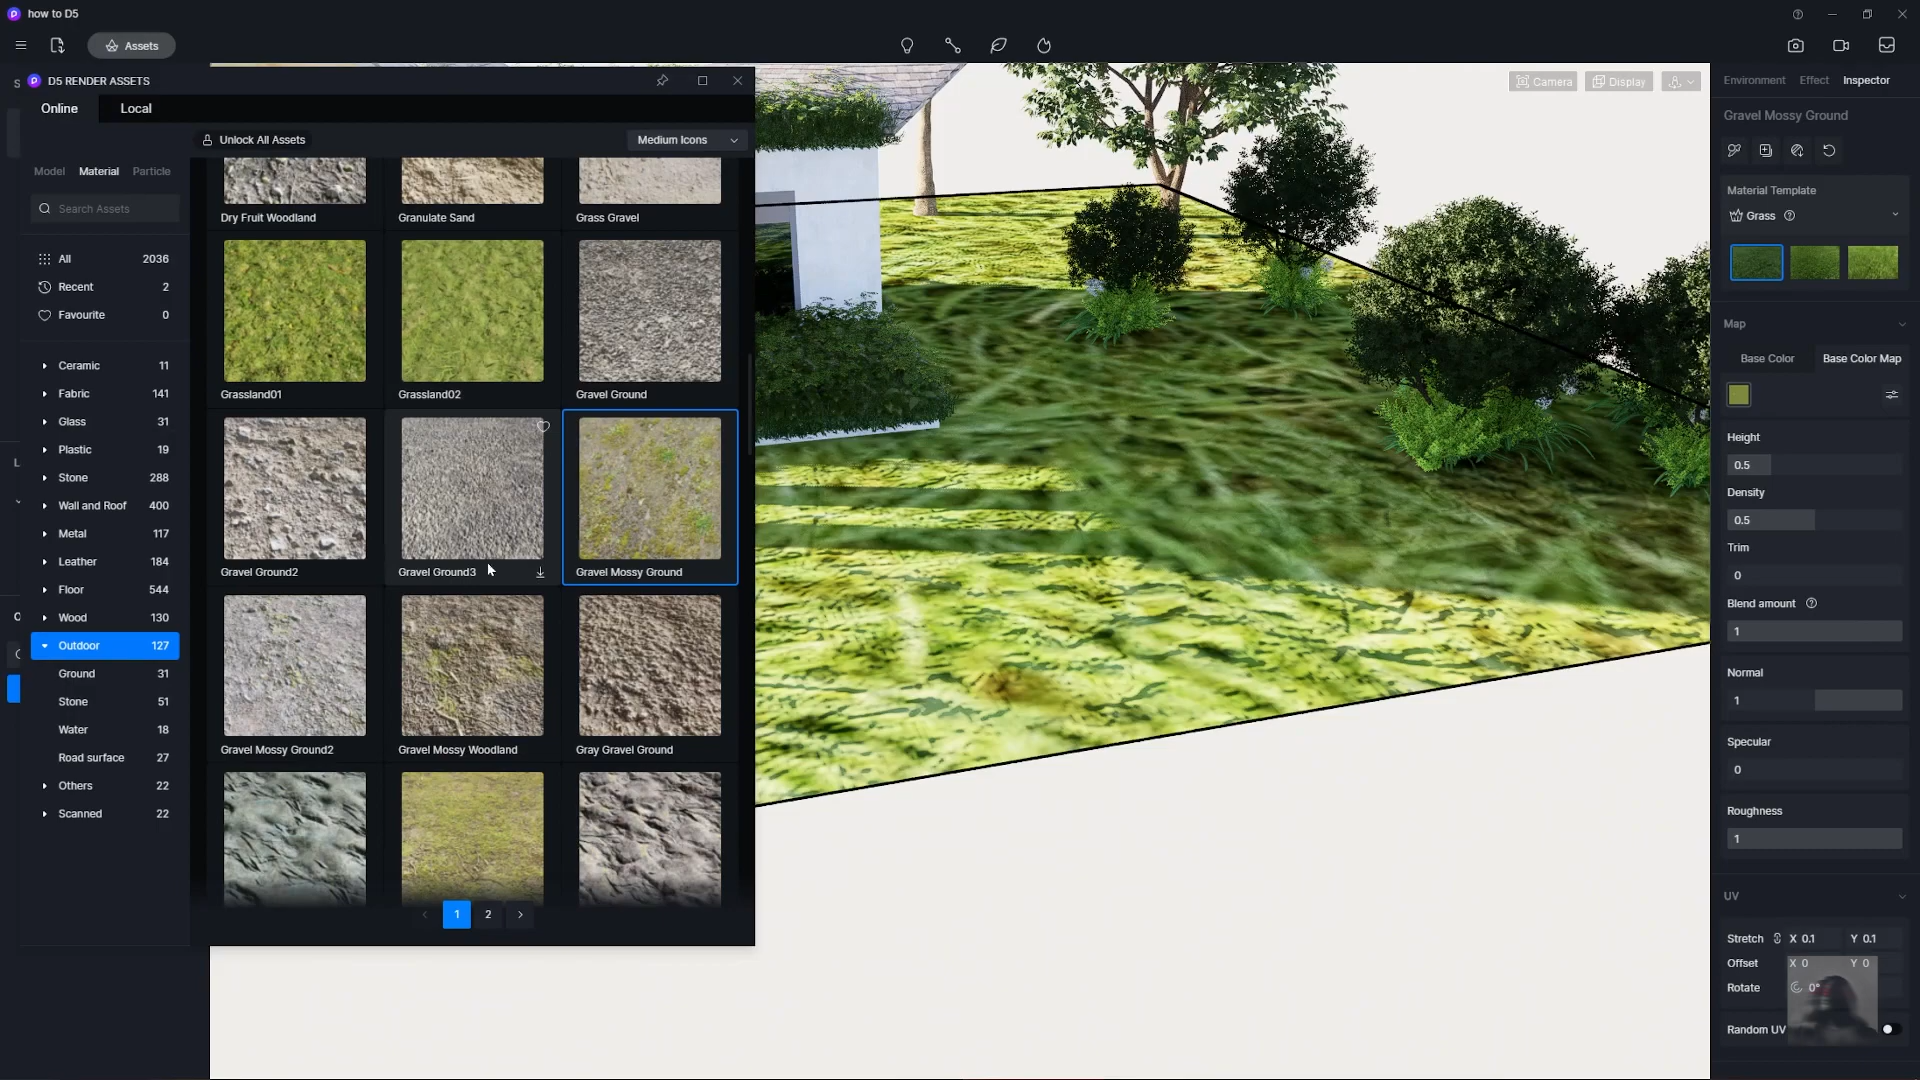 how to D5
Assets
D5 RENDER ASSETS
Online
Local
Unlock All Assets
Medium Icons
Model
Material
Particle
Search Assets
All 2036
Recent 2
Favourite 0
Ceramic 11
Fabric 141
Glass 31
Plastic 19
Stone 288
Wall and Roof 400
Metal 117
Leather 184
Floor 544
Wood 130
Outdoor 127
Ground 31
Stone 51
Water 18
Road surface 27
Others 22
Scanned 22
Dry Fruit Woodland
Granulate Sand
Grass Gravel
Grassland01
Grassland02
Gravel Ground
Gravel Ground2
Gravel Ground3
Gravel Mossy Ground
Gravel Mossy Ground2
Gravel Mossy Woodland
Gray Gravel Ground
1
2
Camera
Display
Environment
Effect
Inspector
Gravel Mossy Ground
Material Template
Grass
Map
Base Color
Base Color Map
Height
0.5
Density
0.5
Trim
0
Blend amount
1
Normal
1
Specular
0
Roughness
1
UV
Stretch X 0.1 Y 0.1
Offset X 0 Y 0
Rotate 0°
Random UV